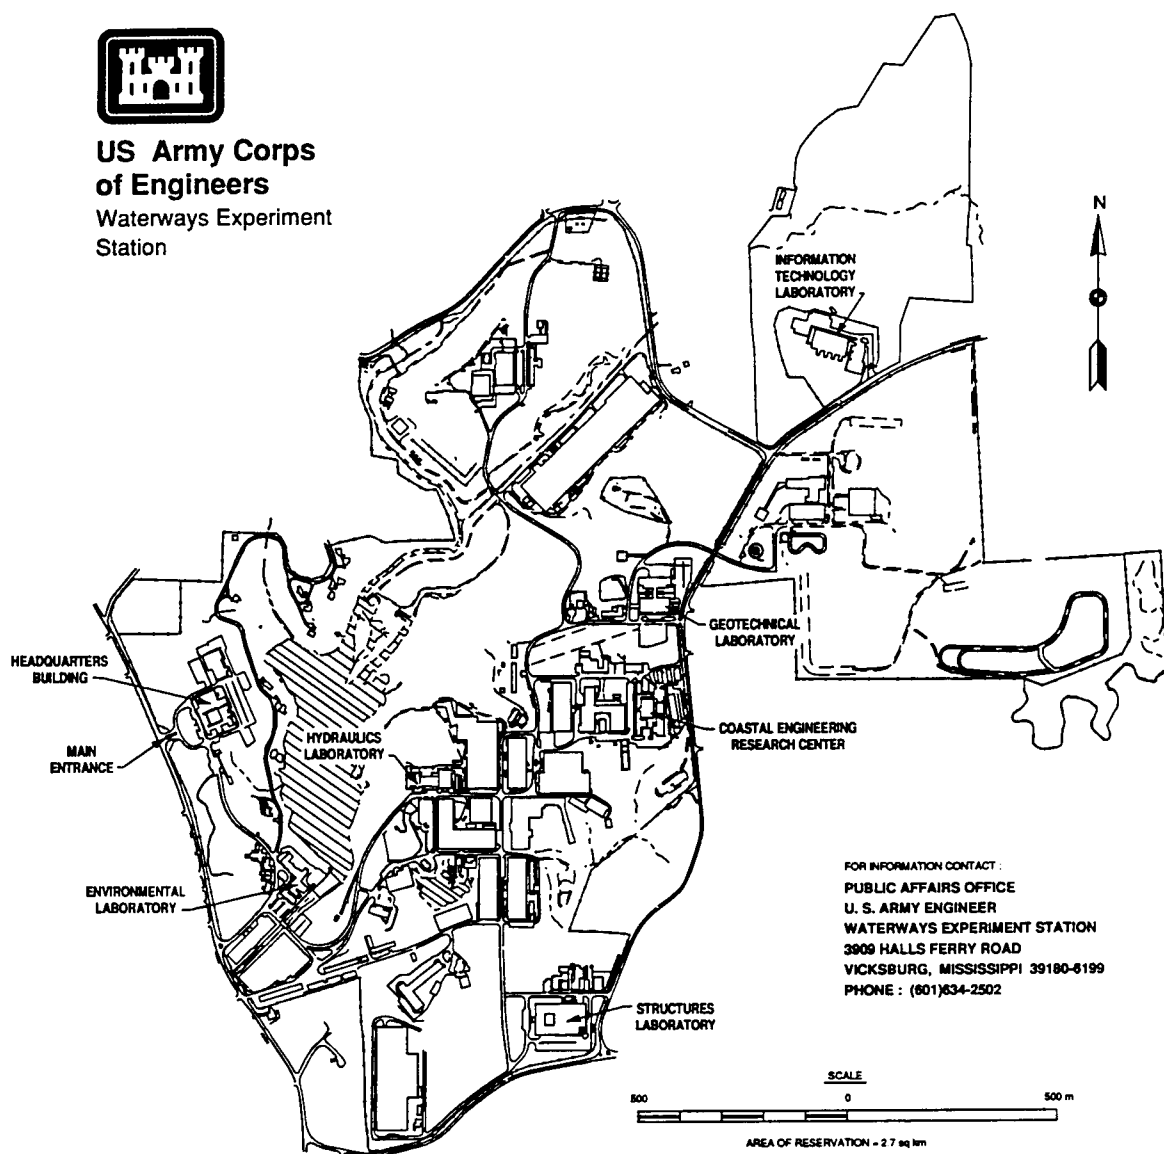 US Army Corps
of Engineers
Waterways Experiment
Station
N
INFORMATION
TECHNOLOGY
LABORATORY
GEOTECHNICAL
LABORATORY
HEADQUARTERS
BUILDING
MAIN
ENTRANCE
HYDRAULICS
LABORATORY
COASTAL ENGINEERING
RESEARCH CENTER
ENVIRONMENTAL
LABORATORY
STRUCTURES
LABORATORY
FOR INFORMATION CONTACT :
PUBLIC AFFAIRS OFFICE
U. S. ARMY ENGINEER
WATERWAYS EXPERIMENT STATION
3909 HALLS FERRY ROAD
VICKSBURG, MISSISSIPPI 39180-6199
PHONE : (601)634-2502
SCALE
500 0 500 m
AREA OF RESERVATION = 2.7 sq km